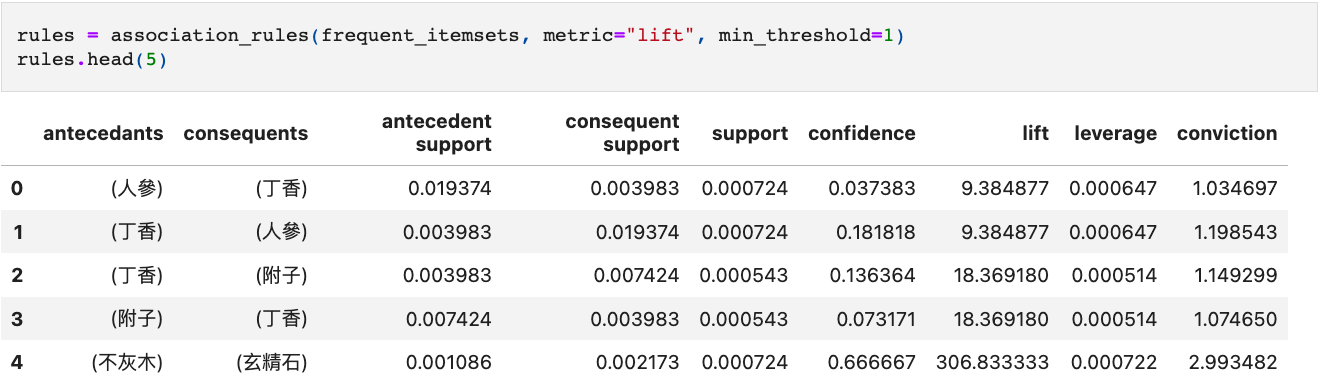 rules = association_rules(frequent_itemsets, metric="lift", min_threshold=1)
rules.head(5)
antecedants consequents antecedent support consequent support support confidence lift leverage conviction
0 (人參) (丁香) 0.019374 0.003983 0.000724 0.037383 9.384877 0.000647 1.034697
1 (丁香) (人參) 0.003983 0.019374 0.000724 0.181818 9.384877 0.000647 1.198543
2 (丁香) (附子) 0.003983 0.007424 0.000543 0.136364 18.369180 0.000514 1.149299
3 (附子) (丁香) 0.007424 0.003983 0.000543 0.073171 18.369180 0.000514 1.074650
4 (不灰木) (玄精石) 0.001086 0.002173 0.000724 0.666667 306.833333 0.000722 2.993482